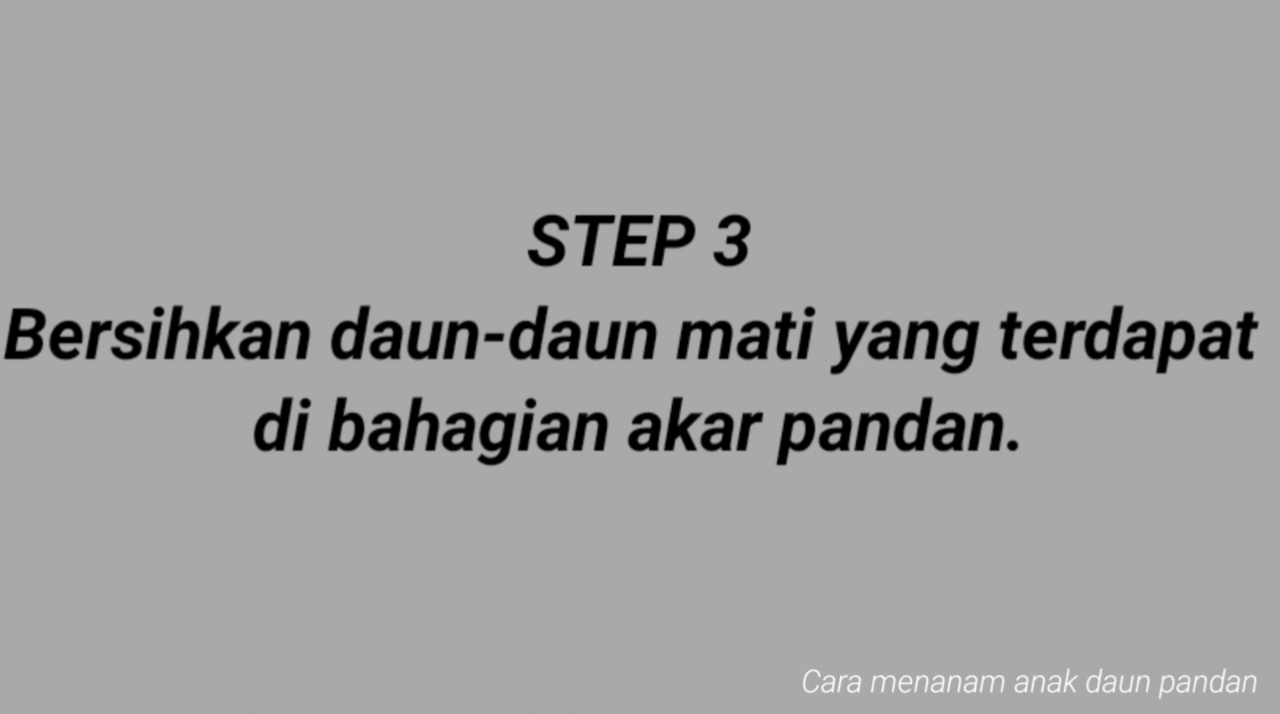 STEP 3
Bersihkan daun-daun mati yang terdapat
di bahagian akar pandan.
Cara menanam anak daun pandan